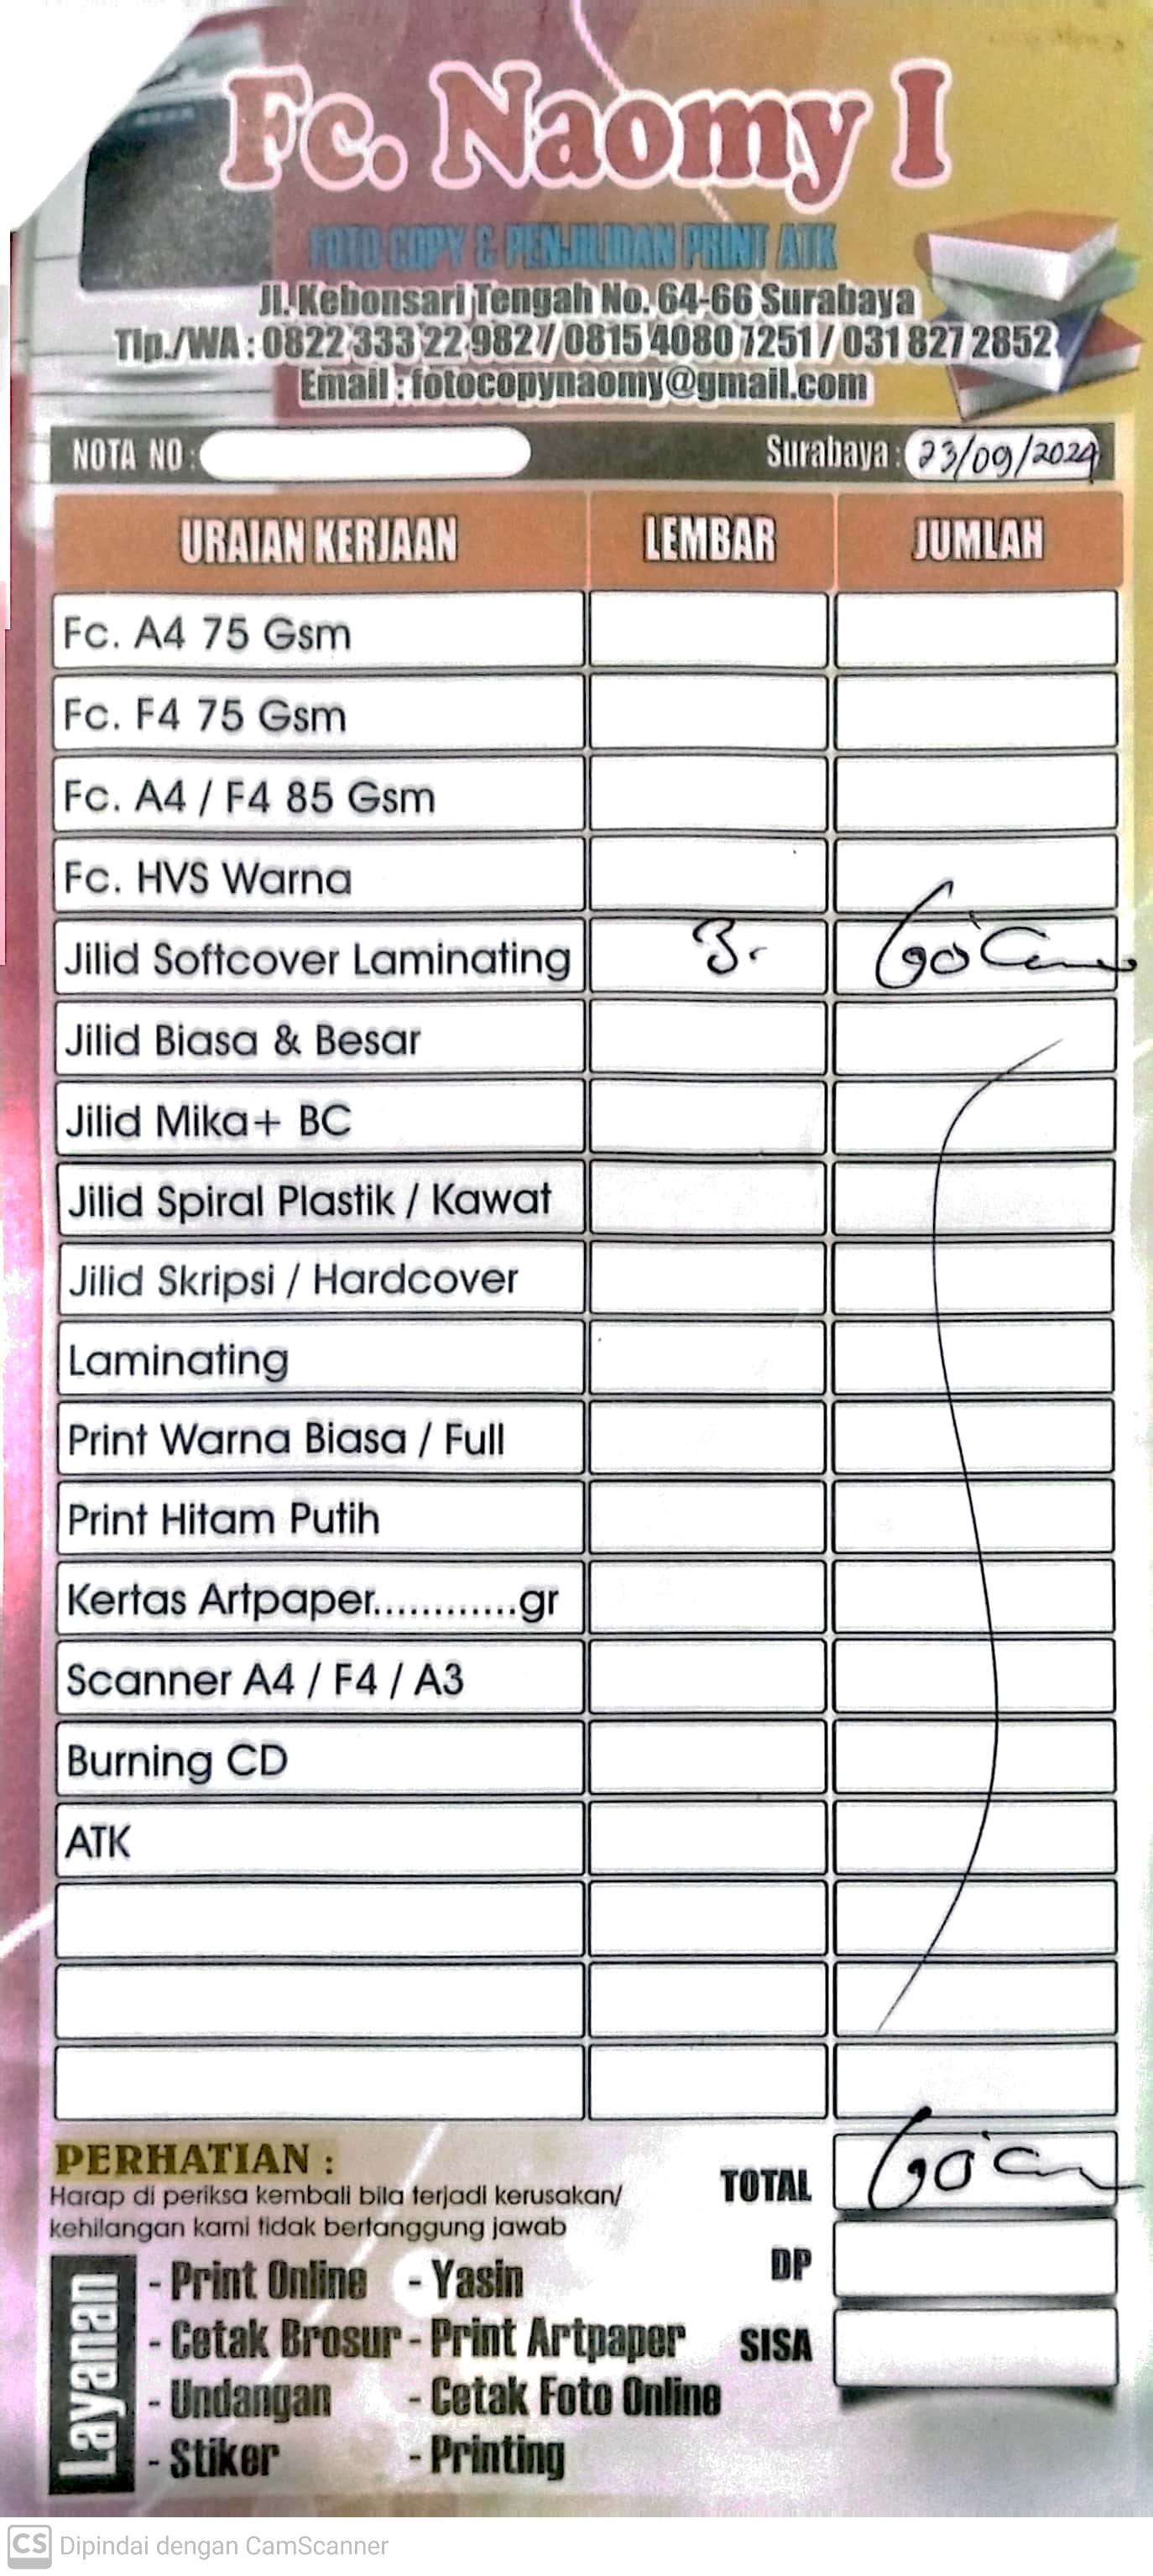 Fc. Naomy I
FOTO COPY & PENJILIDAN PRINT ATK
Jl. Kebonsari Tengah No. 64-66 Surabaya
Tlp./WA : 0822 333 22 982 / 0815 4080 7251 / 031 827 2852
Email : fotocopynaomy@gmail.com
NOTA NO : Surabaya : 23/09/2024
URAIAN KERJAAN LEMBAR JUMLAH
Fc. A4 75 Gsm
Fc. F4 75 Gsm
Fc. A4 / F4 85 Gsm
Fc. HVS Warna
Jilid Softcover Laminating 3.
Jilid Biasa & Besar
Jilid Mika+ BC
Jilid Spiral Plastik / Kawat
Jilid Skripsi / Hardcover
Laminating
Print Warna Biasa / Full
Print Hitam Putih
Kertas Artpaper............gr
Scanner A4 / F4 / A3
Burning CD
ATK
PERHATIAN :
Harap di periksa kembali bila terjadi kerusakan/
kehilangan kami tidak bertanggung jawab
TOTAL
DP
SISA
Layanan
- Print Online - Yasin
- Cetak Brosur - Print Artpaper
- Undangan - Cetak Foto Online
- Stiker - Printing
CS Dipindai dengan CamScanner